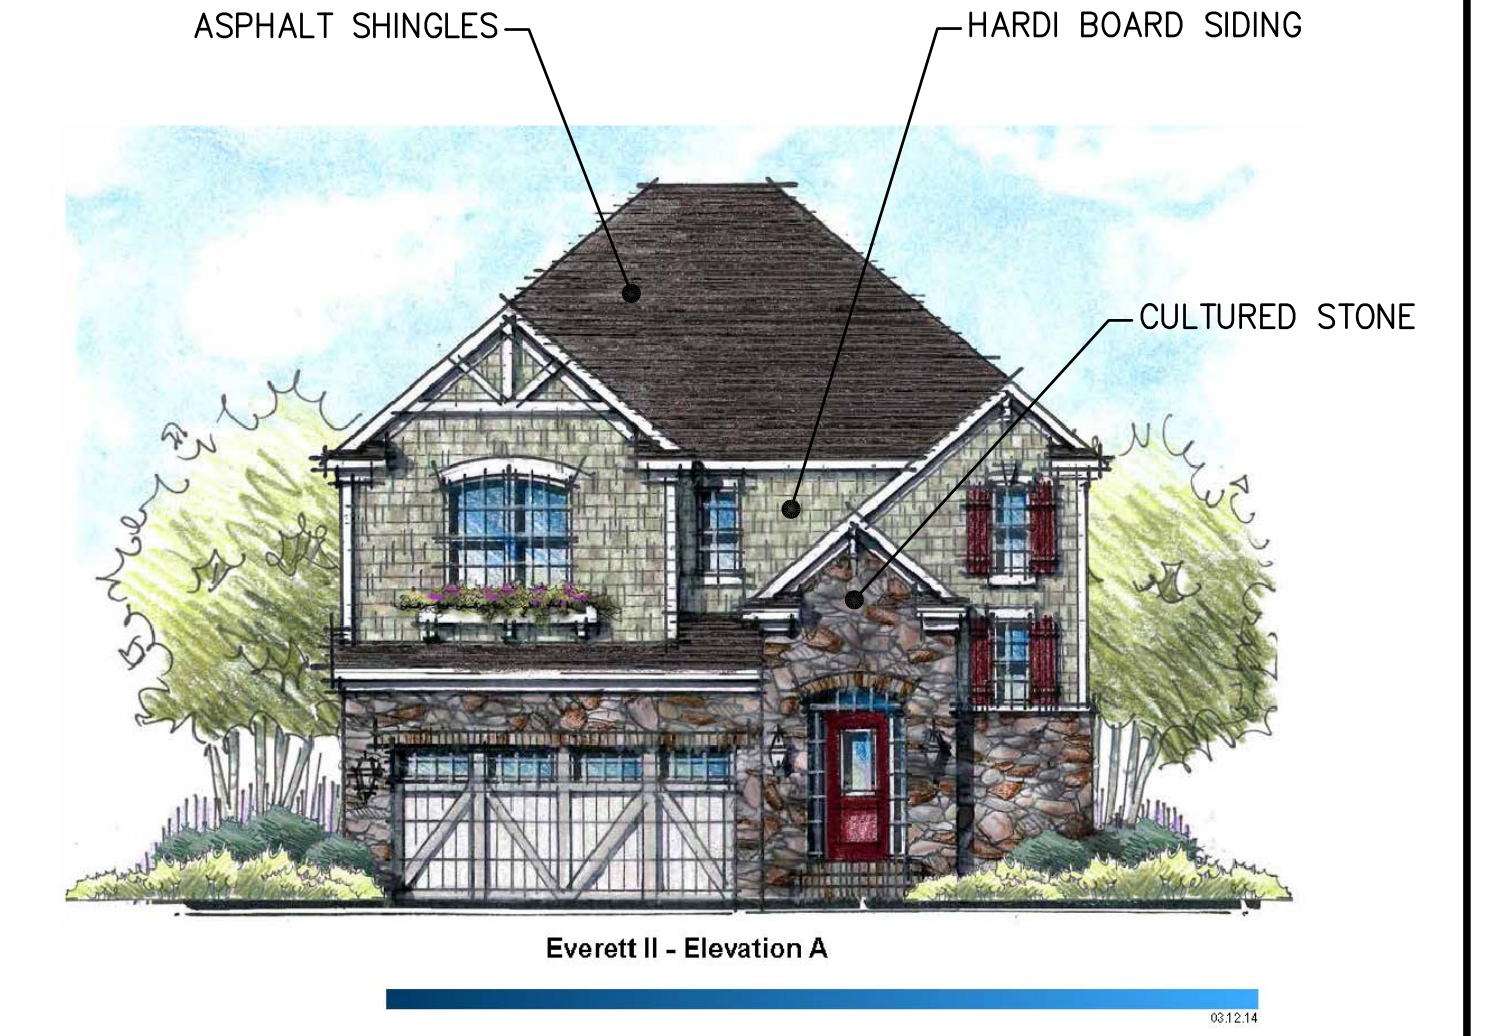 ASPHALT SHINGLES
HARDI BOARD SIDING
CULTURED STONE
Everett II - Elevation A
03.12.14